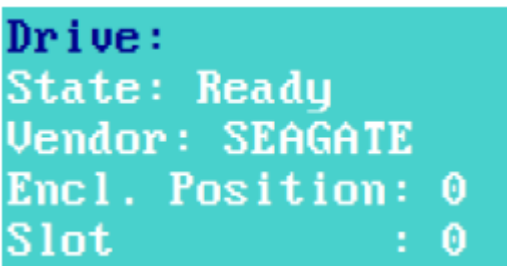 Drive:
State: Ready
Vendor: SEAGATE
Encl. Position: 0
Slot          : 0